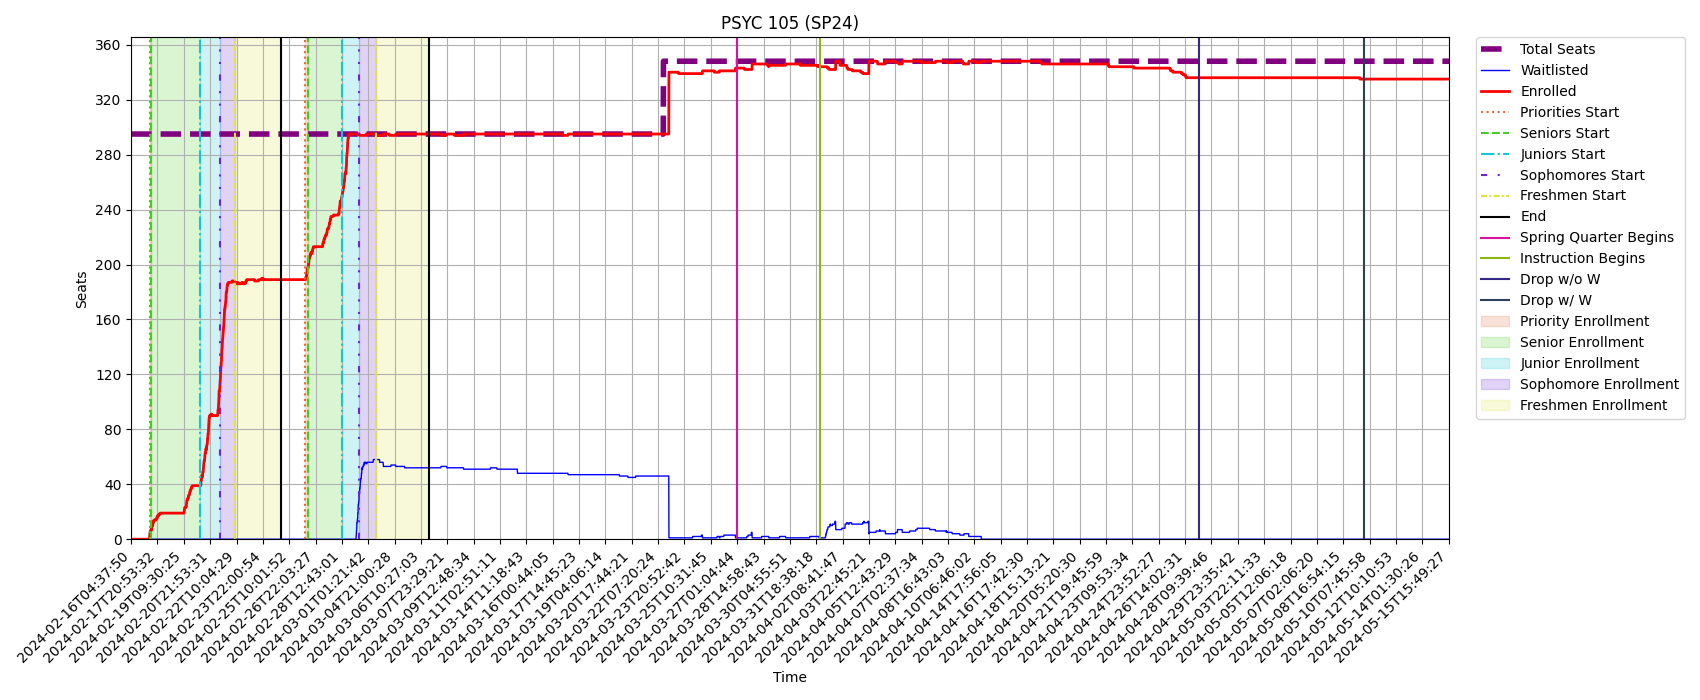 PSYC 105 (SP24)
Seats
360
320
280
240
200
160
120
80
40
0
2024-02-16T04:37:50
2024-02-17T20:53:32
2024-02-19T09:30:25
2024-02-20T21:53:31
2024-02-22T10:04:29
2024-02-23T22:00:54
2024-02-25T10:01:52
2024-02-26T22:03:27
2024-02-28T12:43:01
2024-03-01T01:21:42
2024-03-04T21:00:28
2024-03-06T10:27:03
2024-03-07T23:29:21
2024-03-09T12:48:34
2024-03-11T02:51:11
2024-03-14T11:18:43
2024-03-16T00:44:05
2024-03-17T14:45:23
2024-03-19T04:06:14
2024-03-20T17:44:21
2024-03-22T07:20:24
2024-03-23T20:52:42
2024-03-25T10:31:45
2024-03-27T01:04:44
2024-03-28T14:58:43
2024-03-30T04:55:51
2024-03-31T18:38:18
2024-04-02T08:41:47
2024-04-03T22:45:21
2024-04-05T12:43:29
2024-04-07T02:37:34
2024-04-08T16:43:03
2024-04-10T06:46:02
2024-04-14T17:56:05
2024-04-16T17:42:30
2024-04-18T15:13:21
2024-04-20T05:20:30
2024-04-21T19:45:59
2024-04-23T09:53:34
2024-04-24T23:52:27
2024-04-26T14:02:31
2024-04-28T09:39:46
2024-04-29T23:35:42
2024-05-03T22:11:33
2024-05-05T12:06:18
2024-05-07T02:06:20
2024-05-08T16:54:15
2024-05-10T07:45:58
2024-05-12T10:10:53
2024-05-14T01:30:26
2024-05-15T15:49:27
Time
Total Seats
Waitlisted
Enrolled
Priorities Start
Seniors Start
Juniors Start
Sophomores Start
Freshmen Start
End
Spring Quarter Begins
Instruction Begins
Drop w/o W
Drop w/ W
Priority Enrollment
Senior Enrollment
Junior Enrollment
Sophomore Enrollment
Freshmen Enrollment